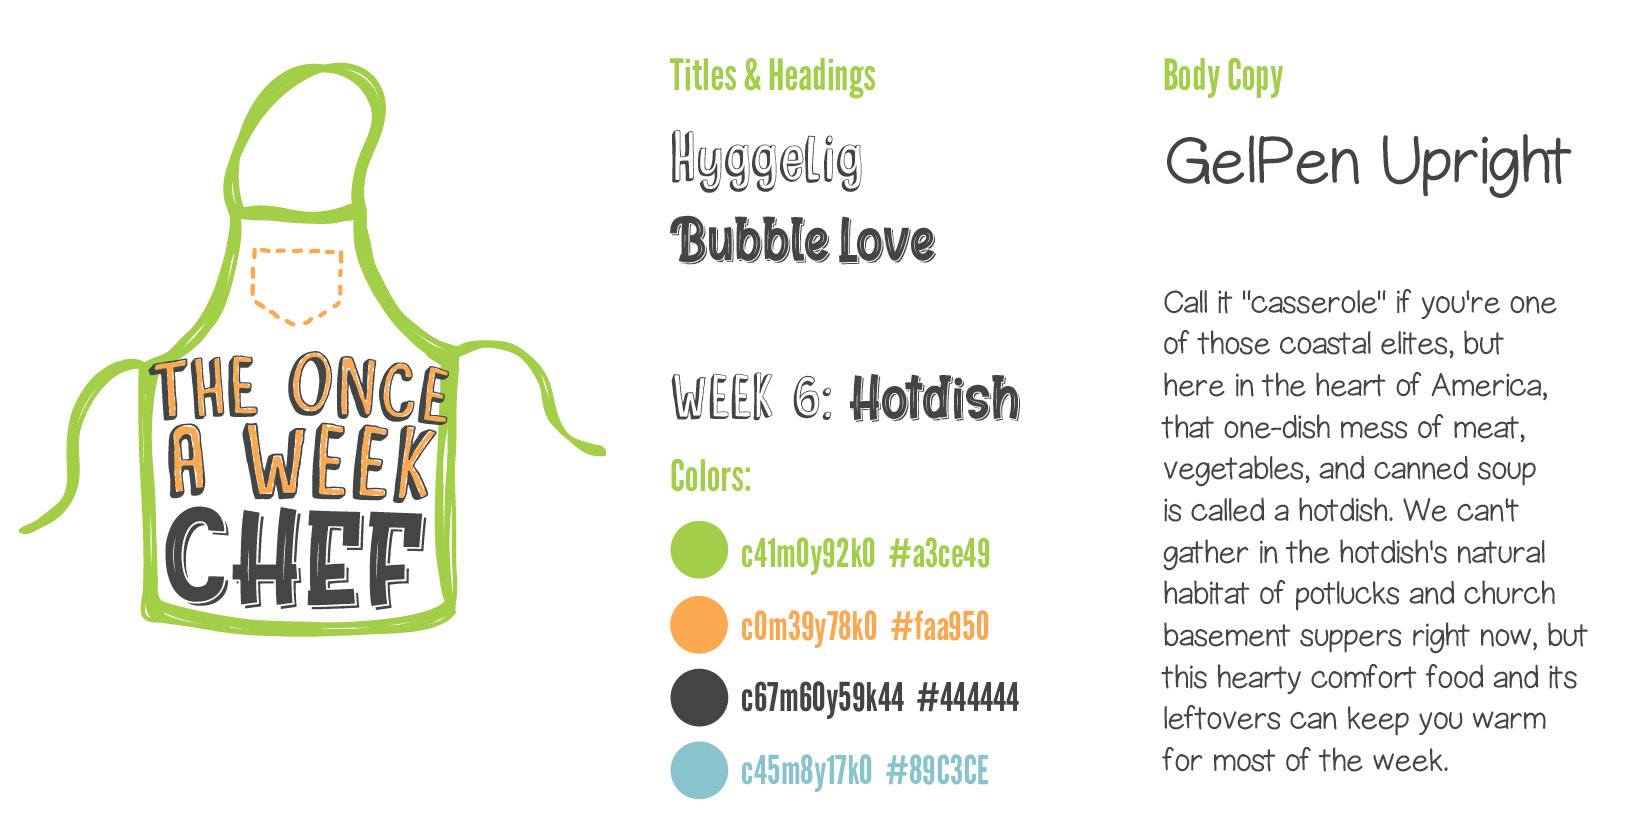 THE ONCE
A WEEK
CHEF
Titles & Headings
Hyggelig
Bubble Love
WEEK 6: Hotdish
Colors:
c41m0y92k0 #a3ce49
c0m39y78k0 #faa950
c67m60y59k44 #444444
c45m8y17k0 #89C3CE
Body Copy
GelPen Upright
Call it "casserole" if you're one
of those coastal elites, but
here in the heart of America,
that one-dish mess of meat,
vegetables, and canned soup
is called a hotdish. We can't
gather in the hotdish's natural
habitat of potlucks and church
basement suppers right now, but
this hearty comfort food and its
leftovers can keep you warm
for most of the week.